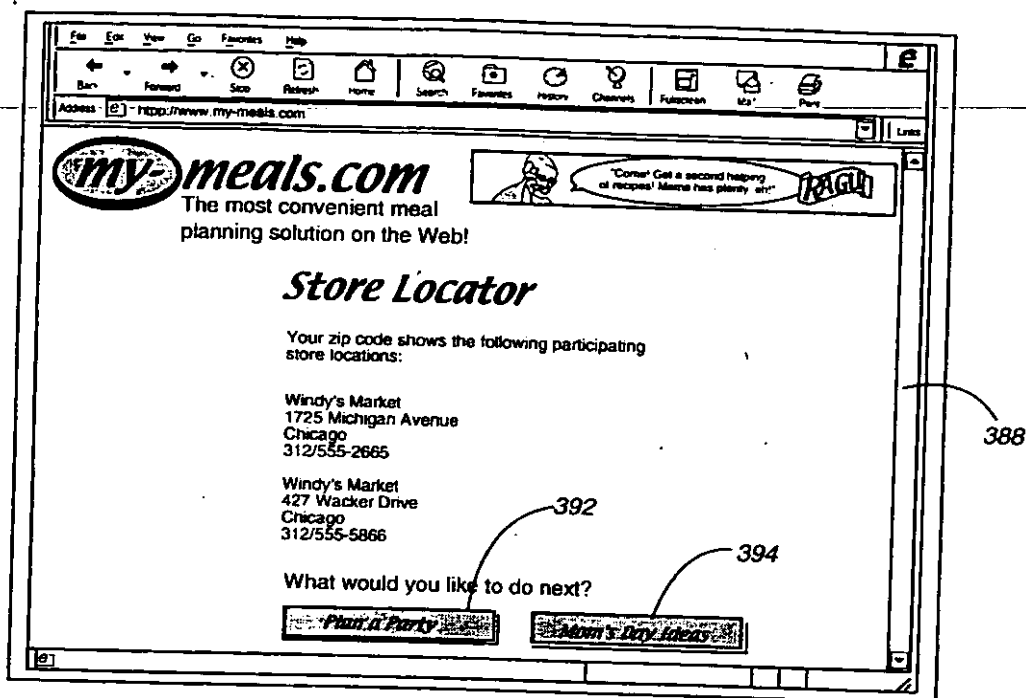 File Edit View Go Favorites Help
Back Forward Stop Refresh Home Search Favorites History Channels Fullscreen Mail Print
Address http://www.my-meals.com Links
my-meals.com
"Come! Get a second helping
of recipes! Mama has plenty eh!"
RAGU
The most convenient meal
planning solution on the Web!
Store Locator
Your zip code shows the following participating
store locations:
Windy's Market
1725 Michigan Avenue
Chicago
312/555-2665
388
Windy's Market
427 Wacker Drive
Chicago
312/555-5866
392
394
What would you like to do next?
Plan a Party Mom's Day Ideas